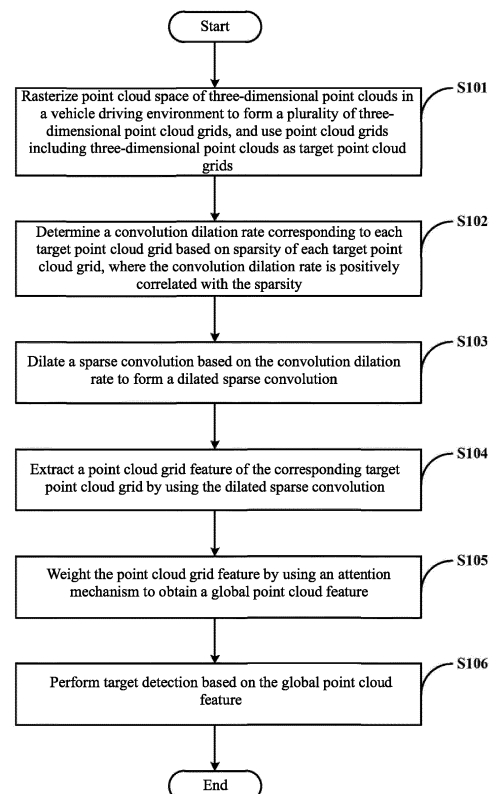 Start
S101
Rasterize point cloud space of three-dimensional point clouds in
a vehicle driving environment to form a plurality of three-
dimensional point cloud grids, and use point cloud grids
including three-dimensional point clouds as target point cloud
grids
S102
Determine a convolution dilation rate corresponding to each
target point cloud grid based on sparsity of each target point
cloud grid, where the convolution dilation rate is positively
correlated with the sparsity
S103
Dilate a sparse convolution based on the convolution dilation
rate to form a dilated sparse convolution
S104
Extract a point cloud grid feature of the corresponding target
point cloud grid by using the dilated sparse convolution
S105
Weight the point cloud grid feature by using an attention
mechanism to obtain a global point cloud feature
S106
Perform target detection based on the global point cloud
feature
End